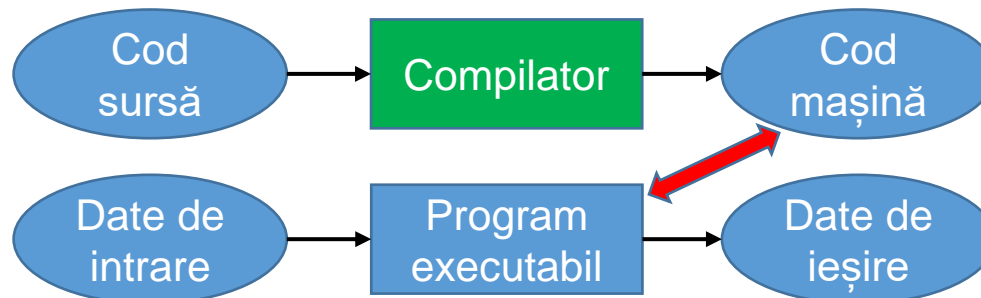 Cod
sursă
Compilator
Cod
mașină
Date de
intrare
Program
executabil
Date de
ieșire